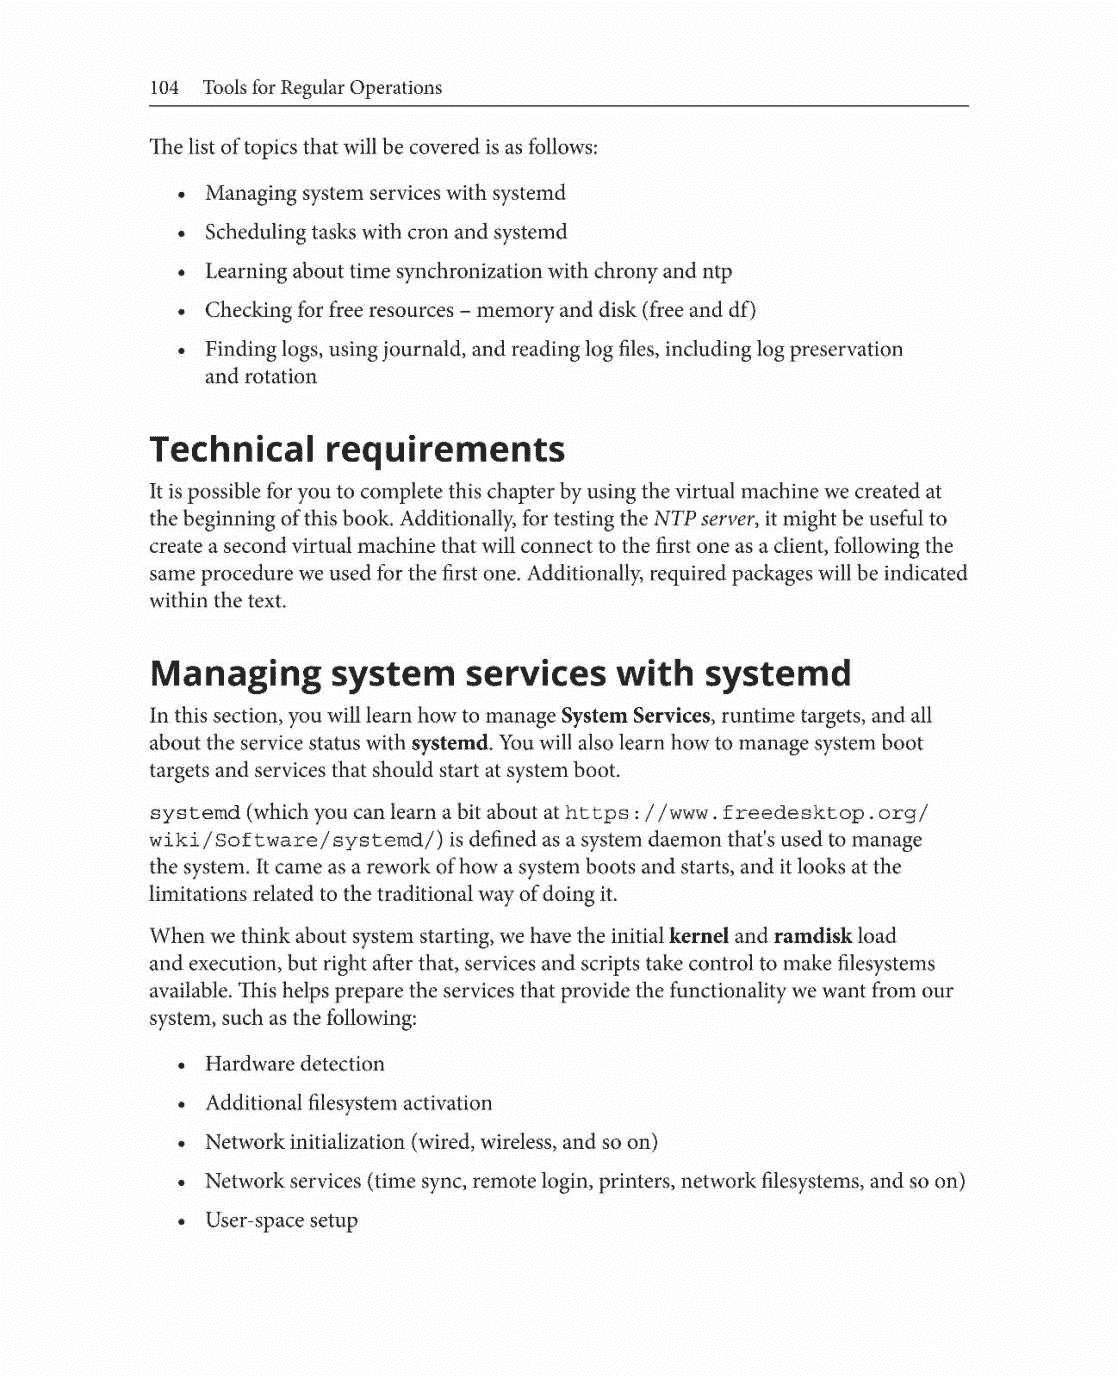 104 Tools for Regular Operations
The list of topics that will be covered is as follows:
• Managing system services with systemd
• Scheduling tasks with cron and systemd
• Learning about time synchronization with chrony and ntp
• Checking for free resources – memory and disk (free and df)
• Finding logs, using journald, and reading log files, including log preservation
and rotation
Technical requirements
It is possible for you to complete this chapter by using the virtual machine we created at
the beginning of this book. Additionally, for testing the NTP server, it might be useful to
create a second virtual machine that will connect to the first one as a client, following the
same procedure we used for the first one. Additionally, required packages will be indicated
within the text.
Managing system services with systemd
In this section, you will learn how to manage System Services, runtime targets, and all
about the service status with systemd. You will also learn how to manage system boot
targets and services that should start at system boot.
systemd (which you can learn a bit about at https://www.freedesktop.org/
wiki/Software/systemd/) is defined as a system daemon that's used to manage
the system. It came as a rework of how a system boots and starts, and it looks at the
limitations related to the traditional way of doing it.
When we think about system starting, we have the initial kernel and ramdisk load
and execution, but right after that, services and scripts take control to make filesystems
available. This helps prepare the services that provide the functionality we want from our
system, such as the following:
• Hardware detection
• Additional filesystem activation
• Network initialization (wired, wireless, and so on)
• Network services (time sync, remote login, printers, network filesystems, and so on)
• User-space setup